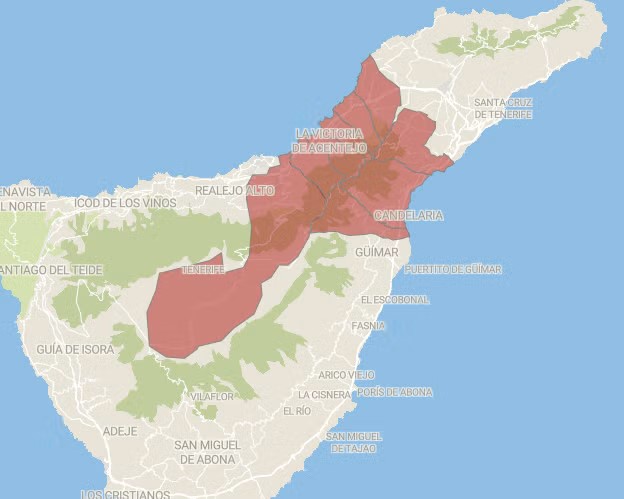 SANTA CRUZ
DE TENERIFE
LA VICTORIA
DE ACENTEJO
ENAVISTA
L NORTE
REALEJO ALTO
ICOD DE LOS VIÑOS
CANDELARIA
GÜÍMAR
ANTIAGO DEL TEIDE
TENERIFE
PUERTITO DE GÜÍMAR
EL ESCOBONAL
FASNIA
GUÍA DE ISORA
ARICO VIEJO
VILAFLOR
LA CISNERA
PORÍS DE ABONA
EL RÍO
ADEJE
SAN MIGUEL
DE TAJAO
SAN MIGUEL
DE ABONA
LOS CRISTIANOS